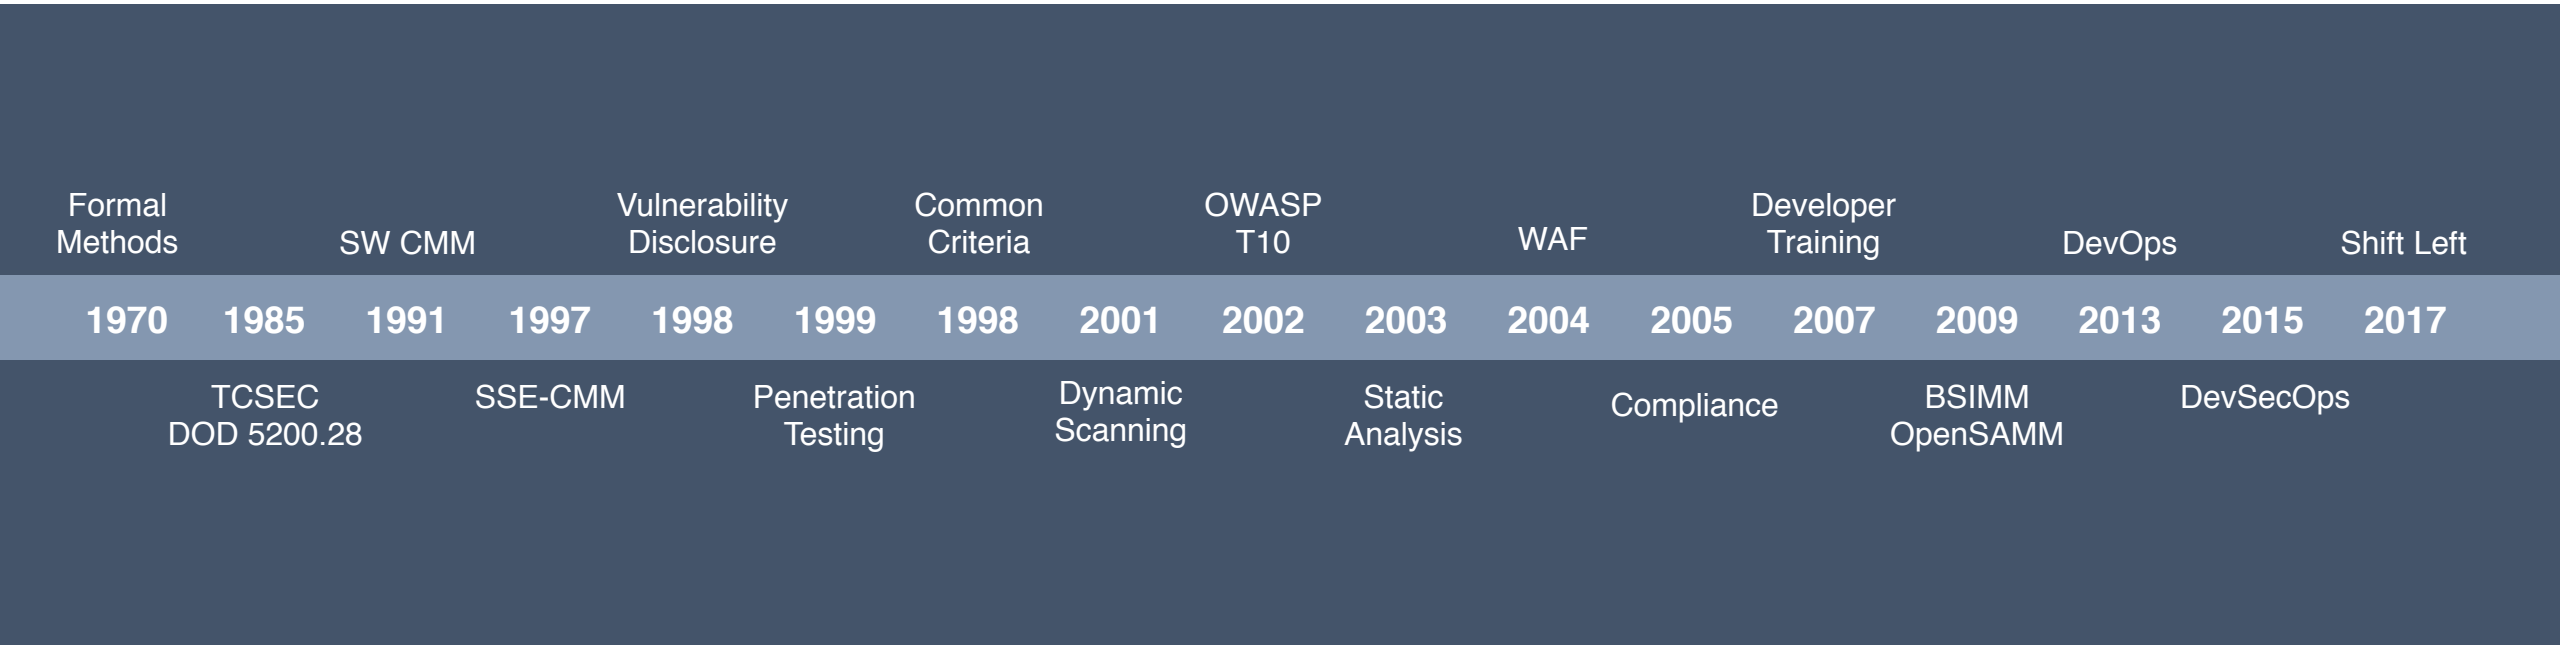 Formal
Methods
SW CMM
Vulnerability
Disclosure
Common
Criteria
OWASP
T10
WAF
Developer
Training
DevOps
Shift Left
1970 1985 1991 1997 1998 1999 1998 2001 2002 2003 2004 2005 2007 2009 2013 2015 2017
TCSEC
DOD 5200.28
SSE-CMM
Penetration
Testing
Dynamic
Scanning
Static
Analysis
Compliance
BSIMM
OpenSAMM
DevSecOps